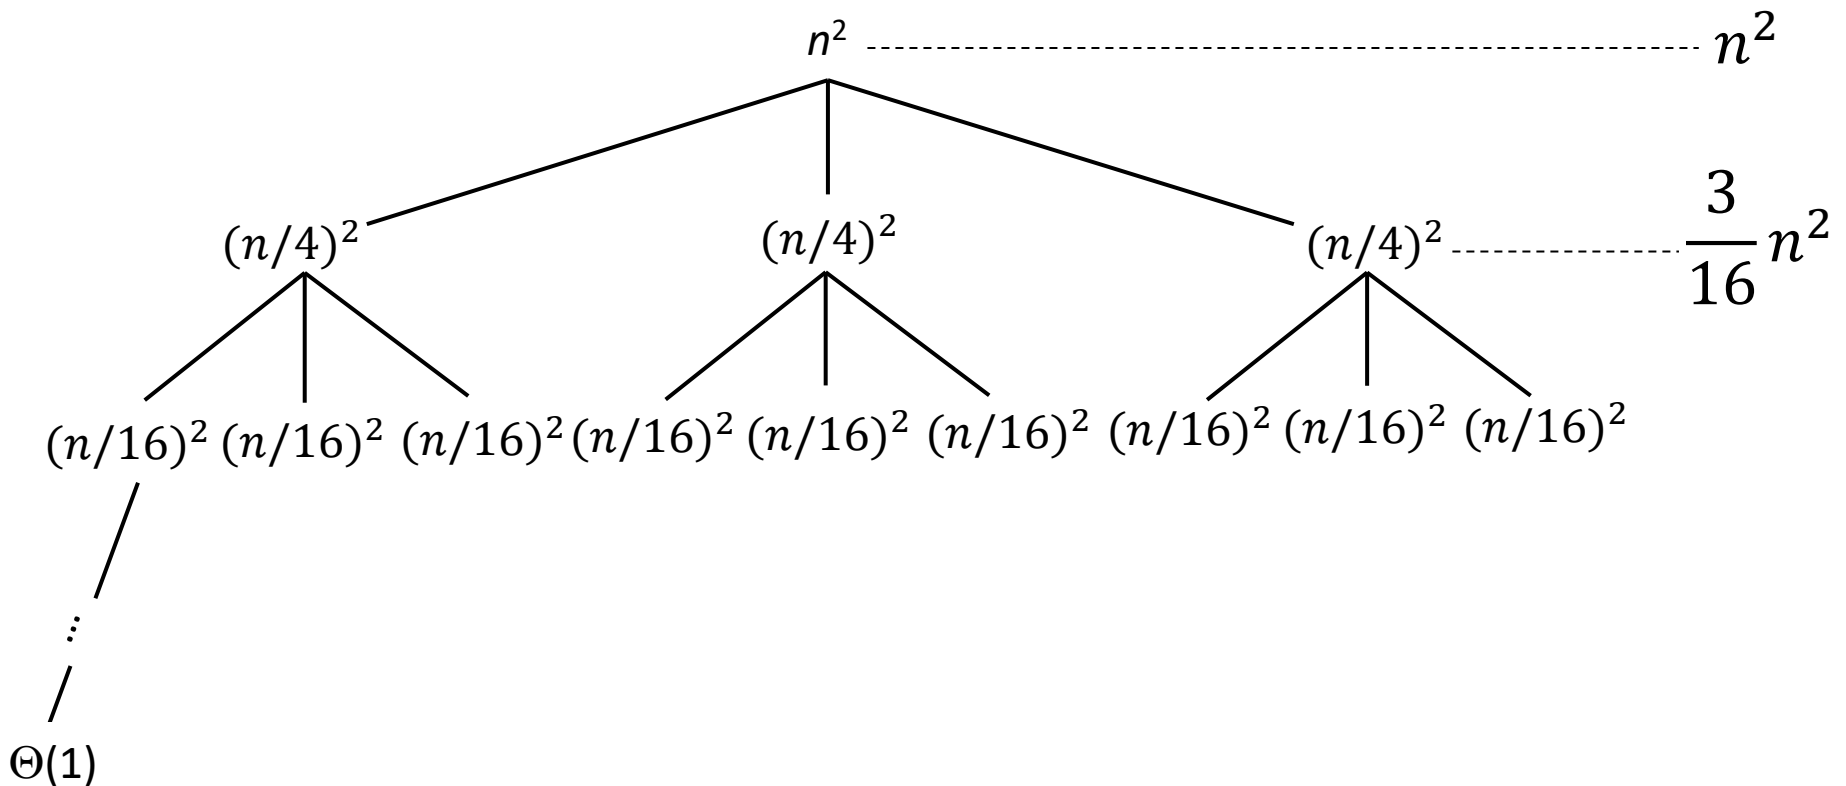 n² n²
(n/4)² (n/4)² (n/4)² 3/16 n²
(n/16)² (n/16)² (n/16)² (n/16)² (n/16)² (n/16)² (n/16)² (n/16)² (n/16)²
...
Θ(1)